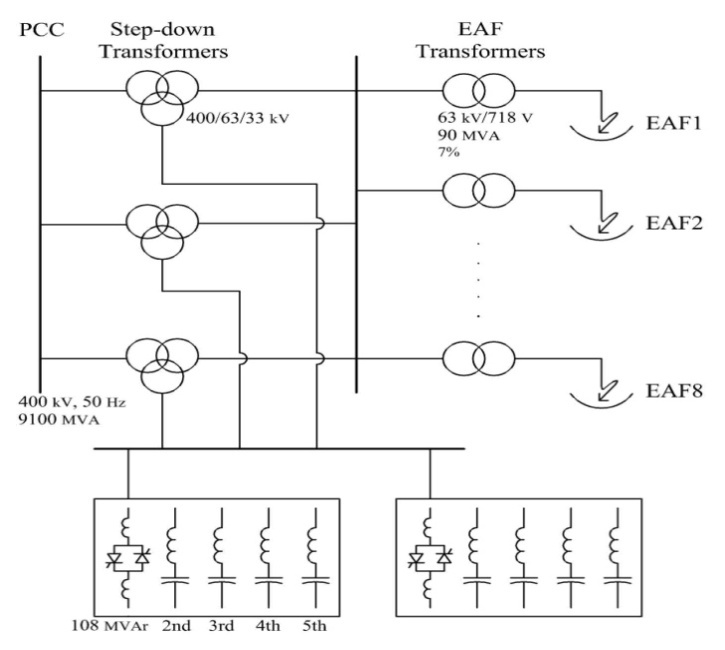 PCC
Step-down
Transformers
EAF
Transformers
400/63/33 kV
63 kV/718 V
90 MVA
7%
EAF1
EAF2
EAF8
400 kV, 50 Hz
9100 MVA
108 MVAr 2nd 3rd 4th 5th